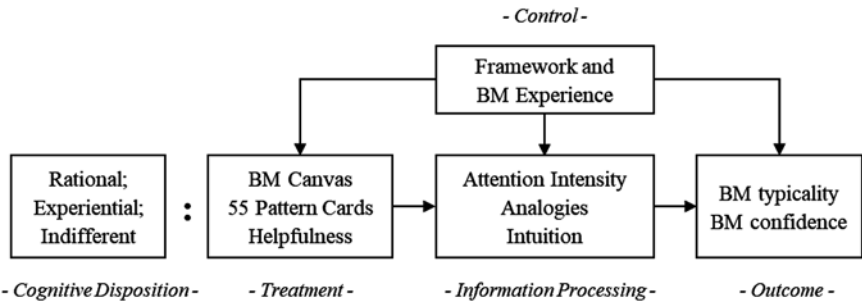 - Control -
Framework and
BM Experience
Rational;
Experiential;
Indifferent
:
BM Canvas
55 Pattern Cards
Helpfulness
Attention Intensity
Analogies
Intuition
BM typicality
BM confidence
- Cognitive Disposition -
- Treatment -
- Information Processing -
- Outcome -